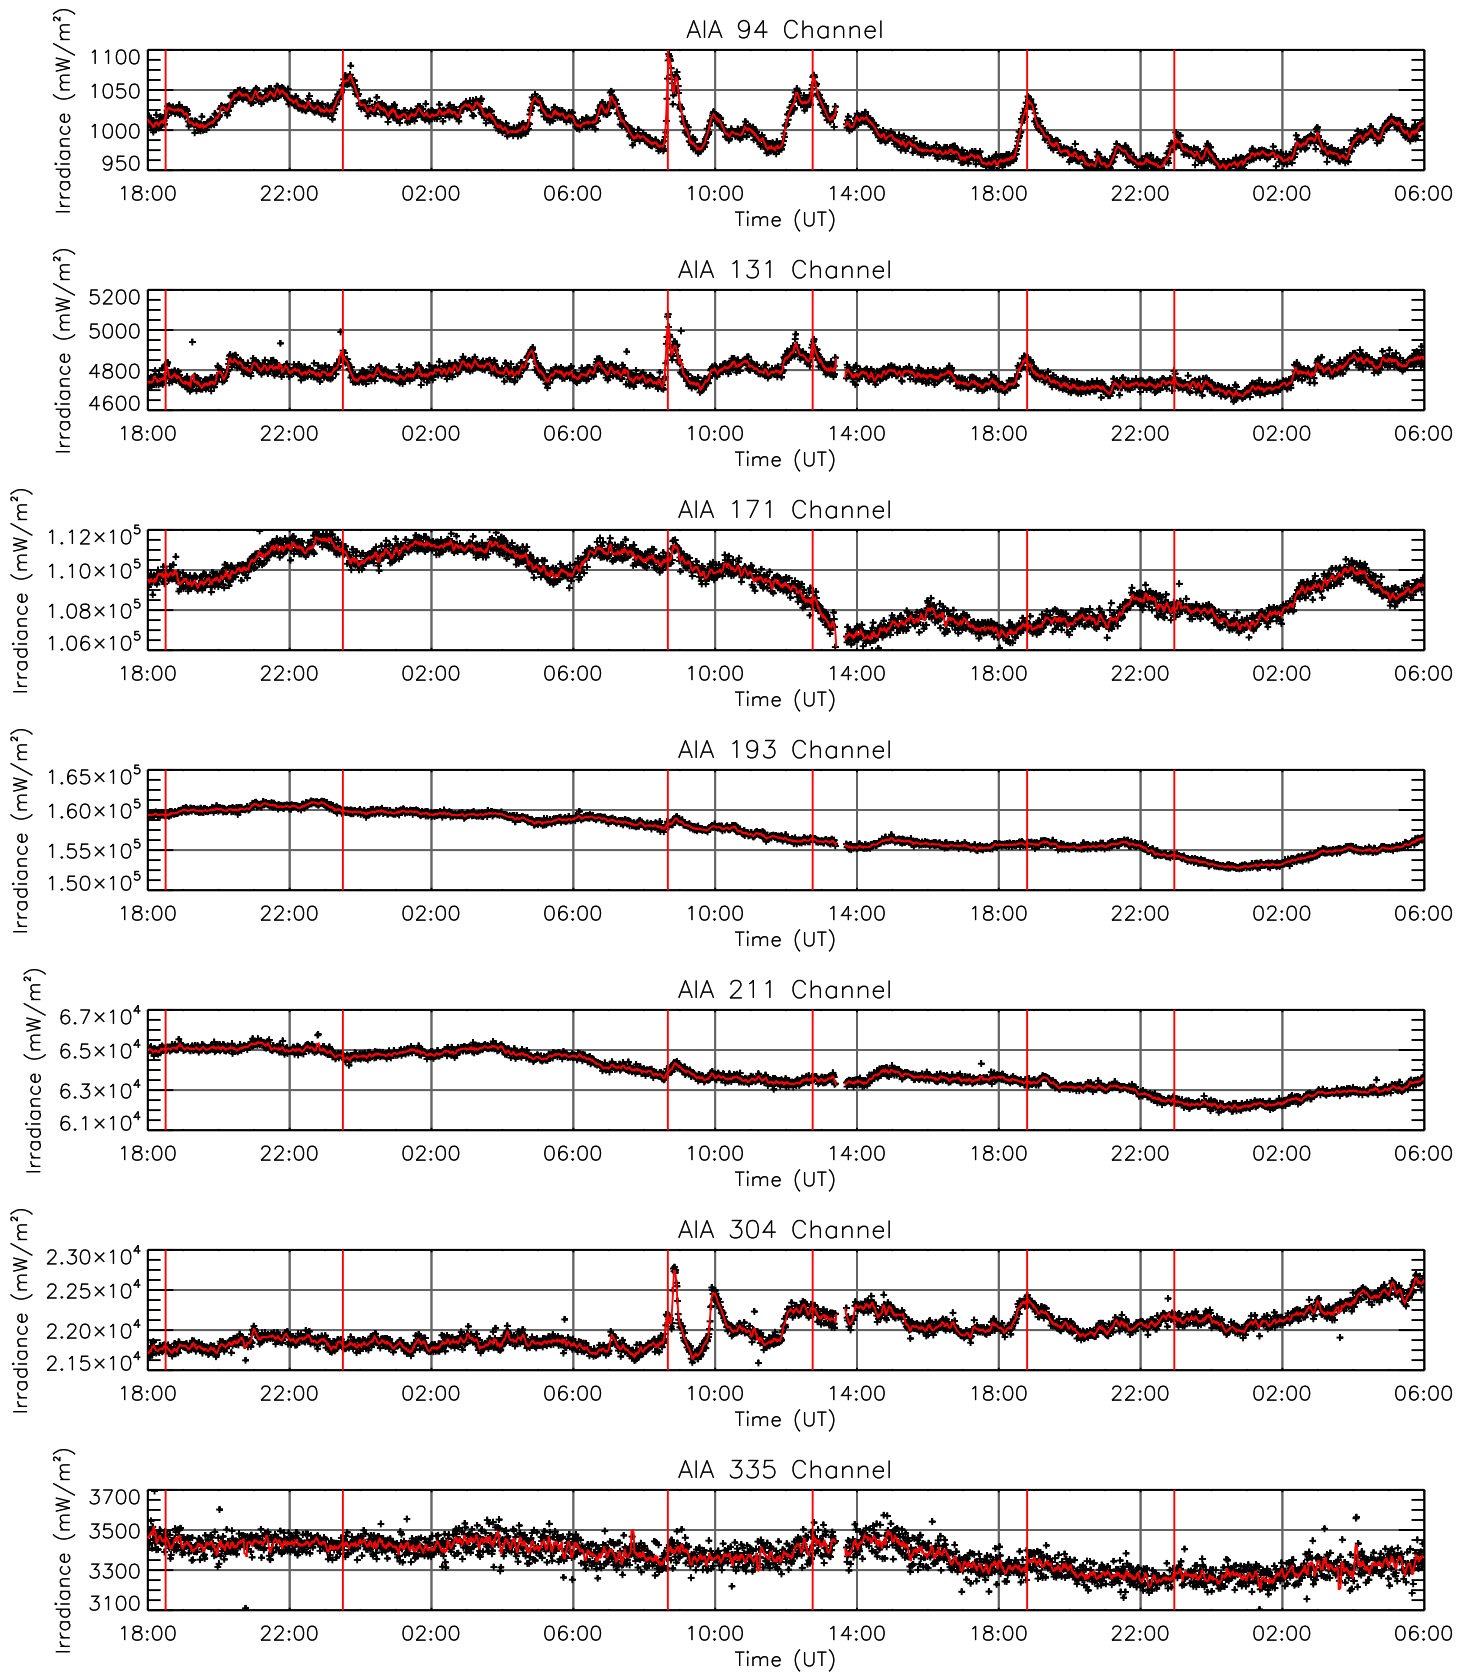 AIA 94 Channel
Irradiance (mW/m²)
1100
1050
1000
950
18:00 22:00 02:00 06:00 10:00 14:00 18:00 22:00 02:00 06:00
Time (UT)
AIA 131 Channel
Irradiance (mW/m²)
5200
5000
4800
4600
18:00 22:00 02:00 06:00 10:00 14:00 18:00 22:00 02:00 06:00
Time (UT)
AIA 171 Channel
Irradiance (mW/m²)
1.12×10⁵
1.10×10⁵
1.08×10⁵
1.06×10⁵
18:00 22:00 02:00 06:00 10:00 14:00 18:00 22:00 02:00 06:00
Time (UT)
AIA 193 Channel
Irradiance (mW/m²)
1.65×10⁵
1.60×10⁵
1.55×10⁵
1.50×10⁵
18:00 22:00 02:00 06:00 10:00 14:00 18:00 22:00 02:00 06:00
Time (UT)
AIA 211 Channel
Irradiance (mW/m²)
6.7×10⁴
6.5×10⁴
6.3×10⁴
6.1×10⁴
18:00 22:00 02:00 06:00 10:00 14:00 18:00 22:00 02:00 06:00
Time (UT)
AIA 304 Channel
Irradiance (mW/m²)
2.30×10⁴
2.25×10⁴
2.20×10⁴
2.15×10⁴
18:00 22:00 02:00 06:00 10:00 14:00 18:00 22:00 02:00 06:00
Time (UT)
AIA 335 Channel
Irradiance (mW/m²)
3700
3500
3300
3100
18:00 22:00 02:00 06:00 10:00 14:00 18:00 22:00 02:00 06:00
Time (UT)